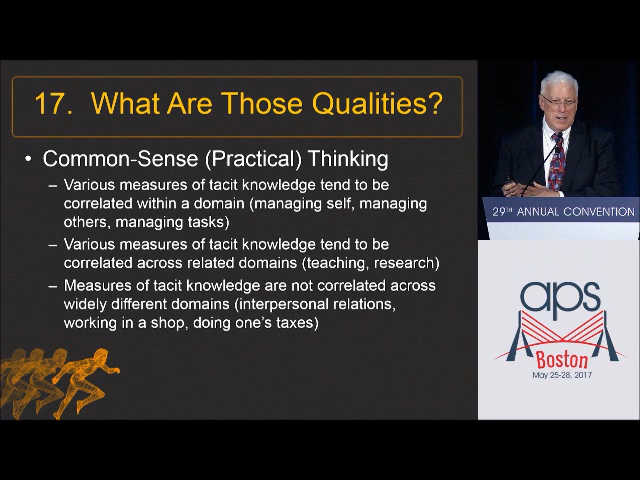 17. What Are Those Qualities?
• Common-Sense (Practical) Thinking
– Various measures of tacit knowledge tend to be
correlated within a domain (managing self, managing
others, managing tasks)
– Various measures of tacit knowledge tend to be
correlated across related domains (teaching, research)
– Measures of tacit knowledge are not correlated across
widely different domains (interpersonal relations,
working in a shop, doing one's taxes)
29TH ANNUAL CONVENTION
aps
Boston
May 25-28, 2017